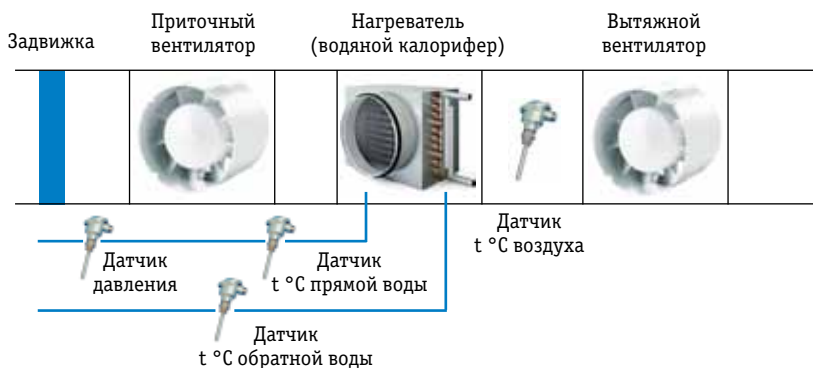 Задвижка
Приточный
вентилятор
Нагреватель
(водяной калорифер)
Вытяжной
вентилятор
Датчик
t °C воздуха
Датчик
давления
Датчик
t °C прямой воды
Датчик
t °C обратной воды